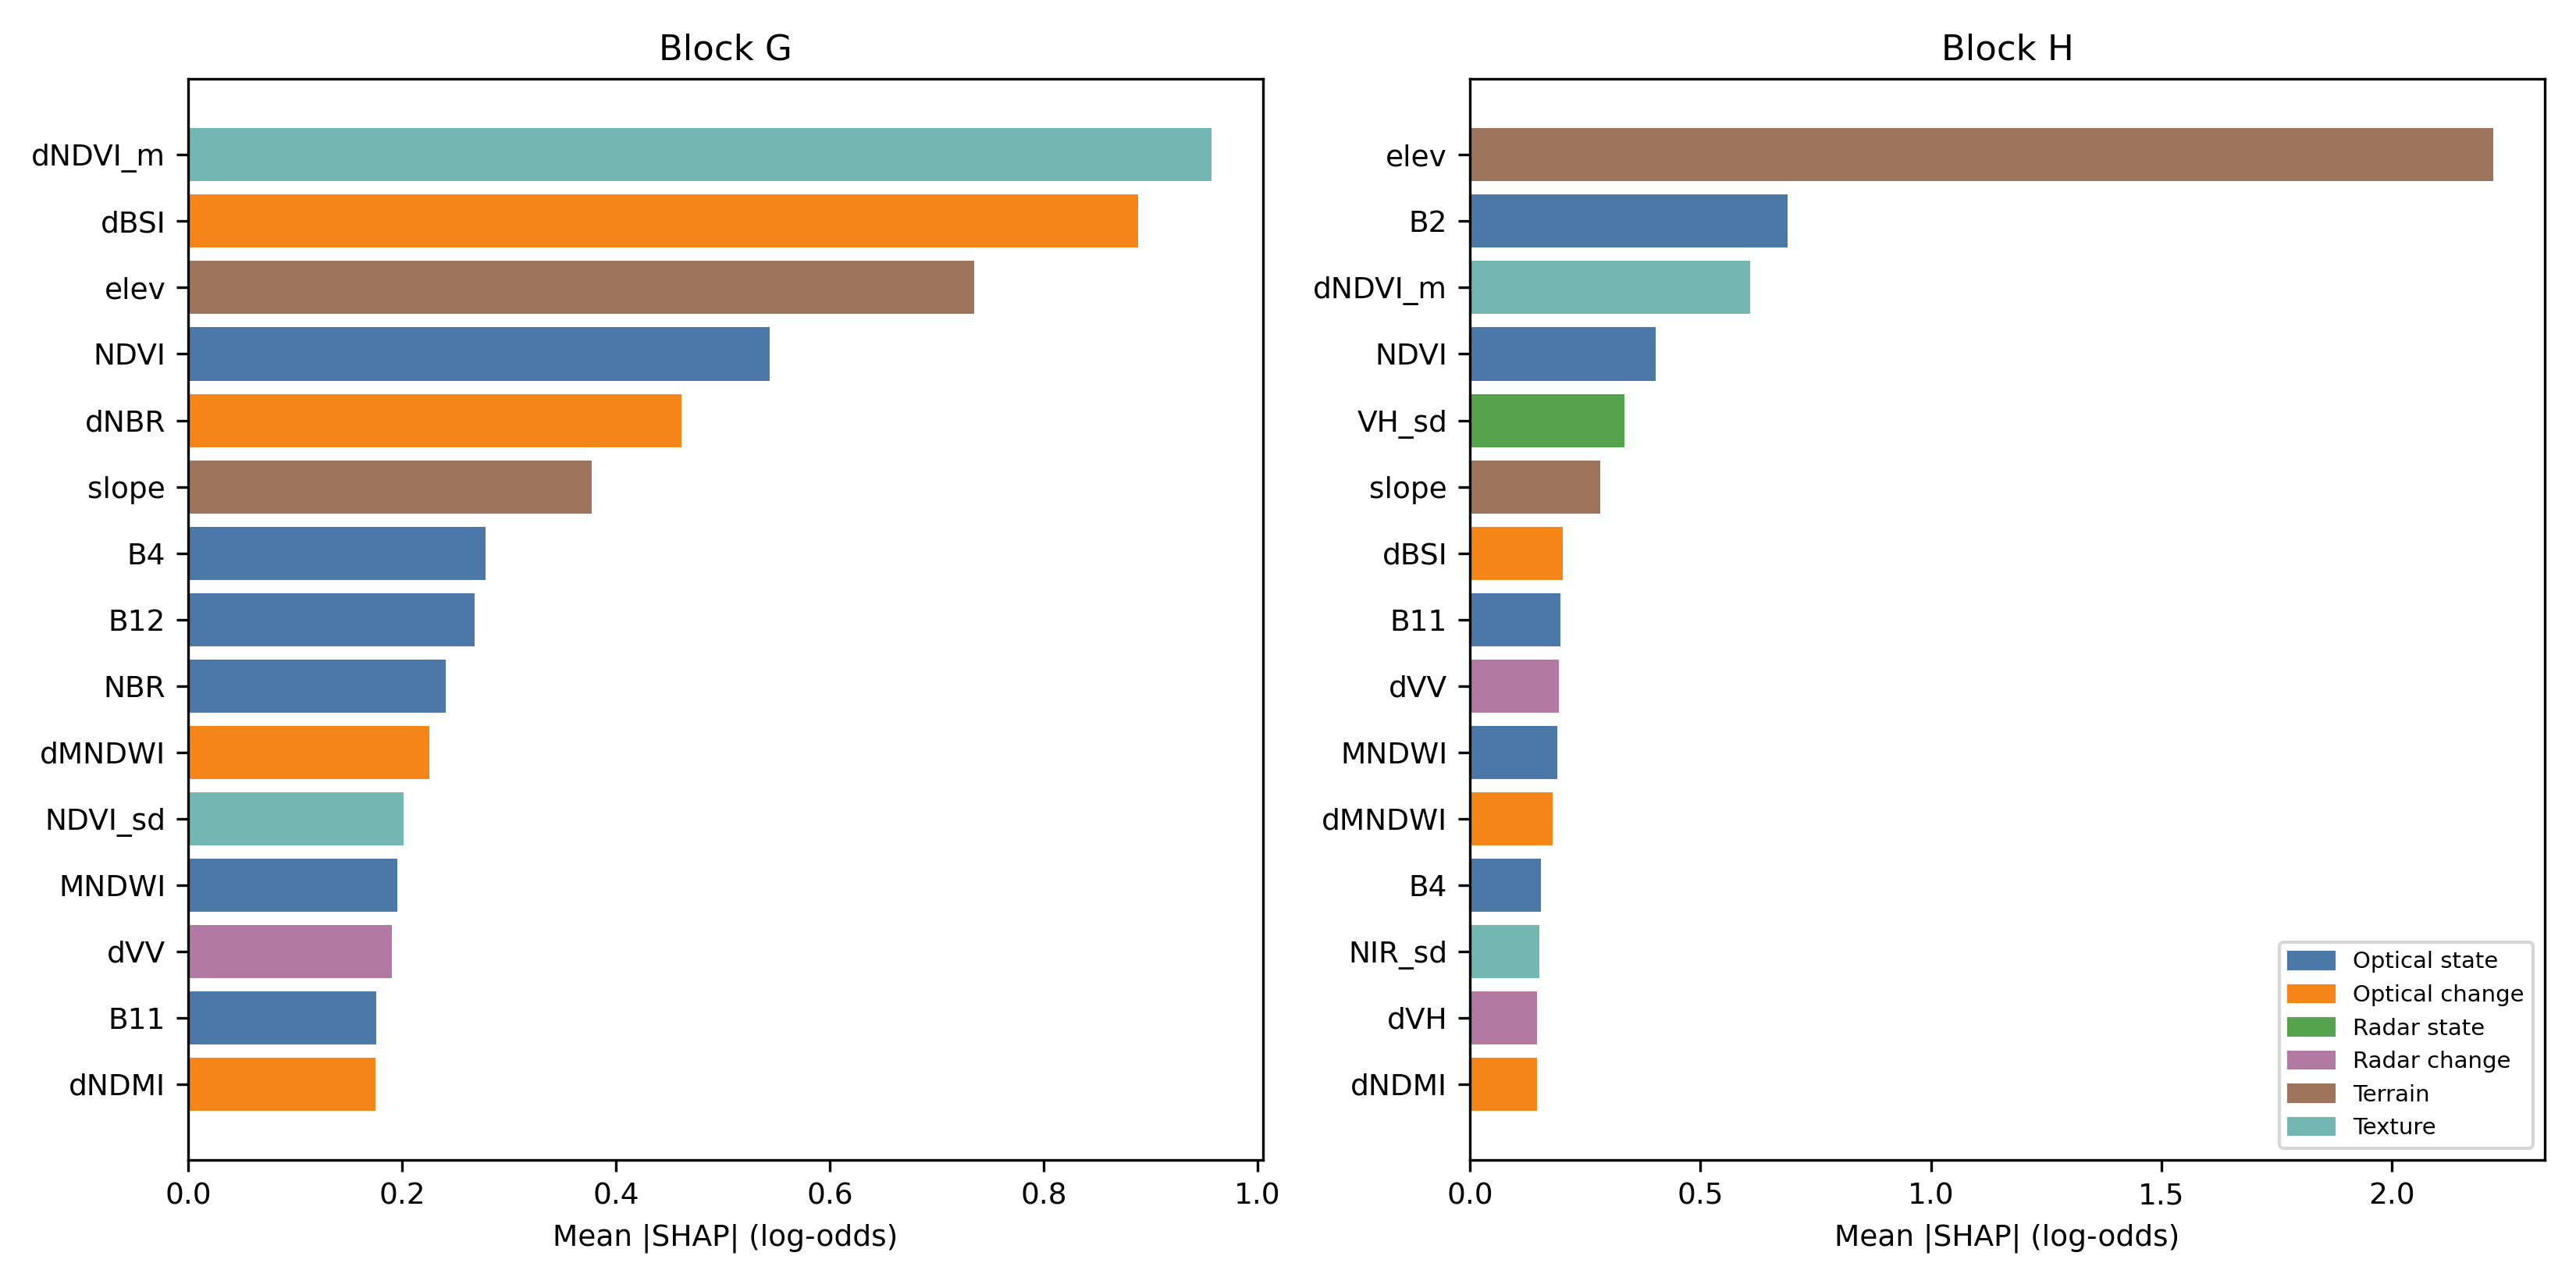 Block G
dNDVI_m
dBSI
elev
NDVI
dNBR
slope
B4
B12
NBR
dMNDWI
NDVI_sd
MNDWI
dVV
B11
dNDMI
0.0 0.2 0.4 0.6 0.8 1.0
Mean |SHAP| (log-odds)
Block H
elev
B2
dNDVI_m
NDVI
VH_sd
slope
dBSI
B11
dVV
MNDWI
dMNDWI
B4
NIR_sd
dVH
dNDMI
Optical state
Optical change
Radar state
Radar change
Terrain
Texture
0.0 0.5 1.0 1.5 2.0
Mean |SHAP| (log-odds)